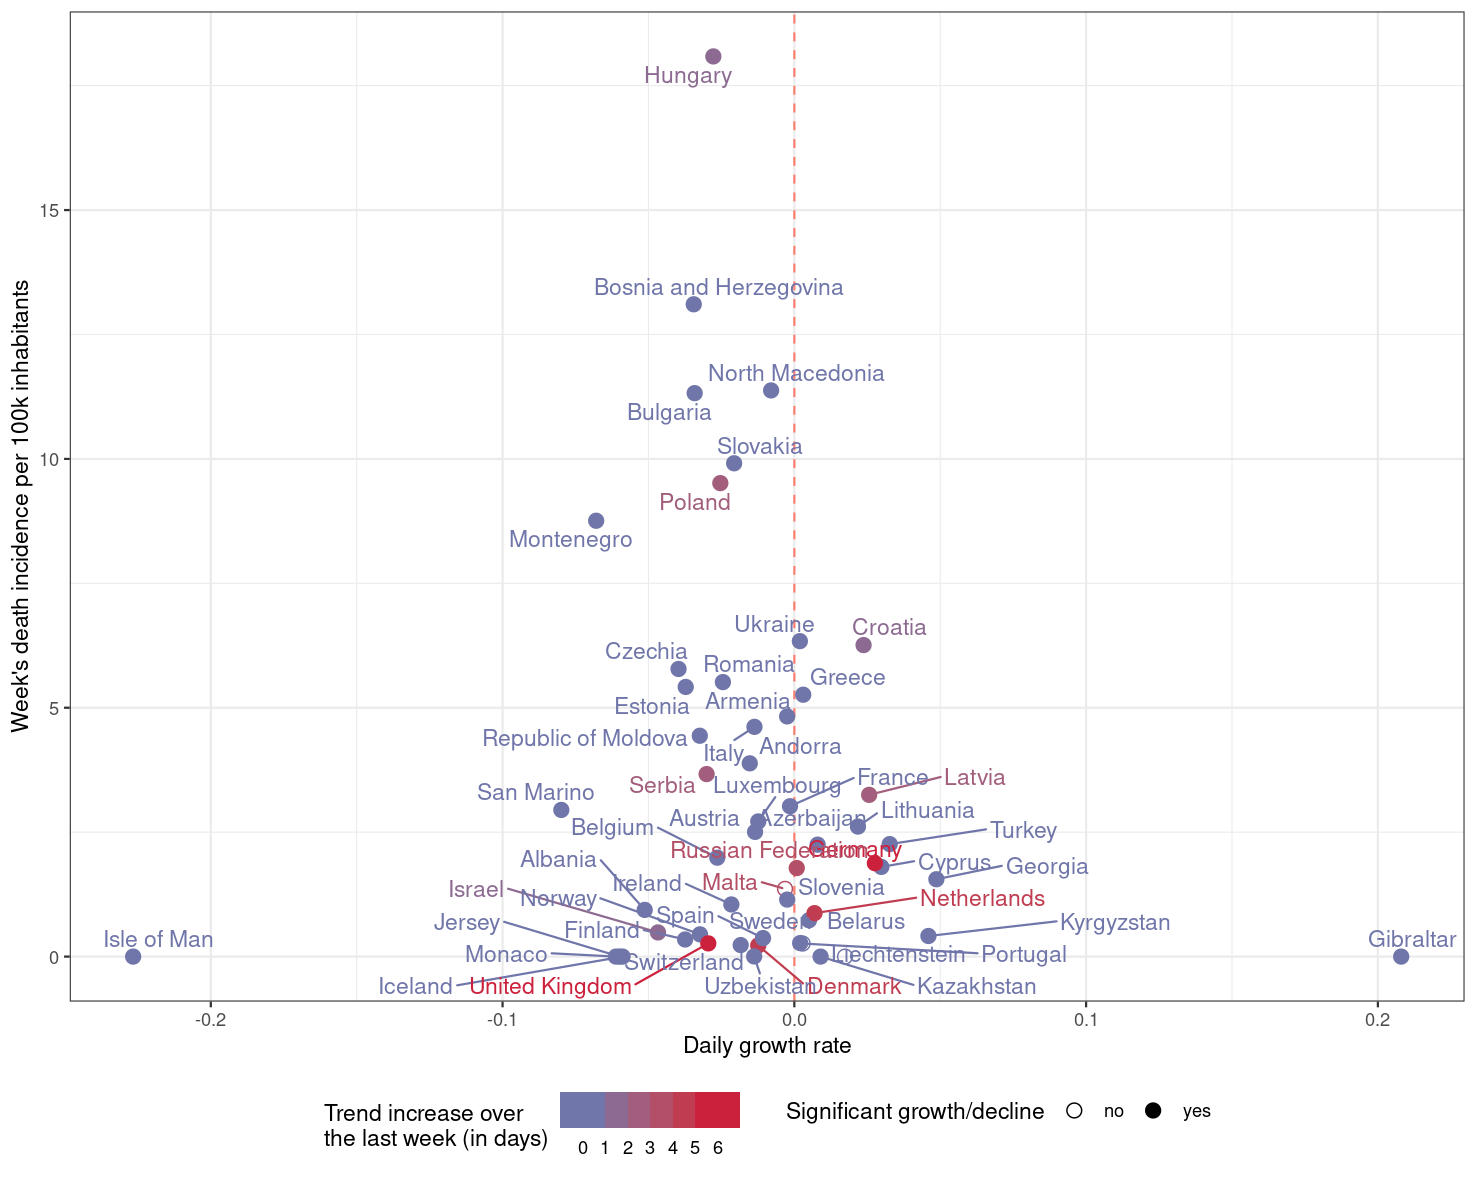 Hungary
15
Bosnia and Herzegovina
North Macedonia
Bulgaria
Slovakia
10
Poland
Montenegro
Ukraine
Croatia
Czechia
Romania
Greece
Armenia
Estonia
5
Republic of Moldova
Andorra
Italy
France
Latvia
Serbia
Luxembourg
San Marino
Lithuania
Austria
Azerbaijan
Belgium
Turkey
Russian Federation
Germany
Albania
Cyprus
Georgia
Ireland
Malta
Slovenia
Israel
Norway
Netherlands
Spain
Sweden
Belarus
Jersey
Kyrgyzstan
Finland
Isle of Man
Gibraltar
Monaco
Liechtenstein
Portugal
0
Switzerland
Iceland
United Kingdom
Uzbekistan
Denmark
Kazakhstan
Week's death incidence per 100k inhabitants
-0.2 -0.1 0.0 0.1 0.2
Daily growth rate
Trend increase over
the last week (in days)
0 1 2 3 4 5 6
Significant growth/decline no yes